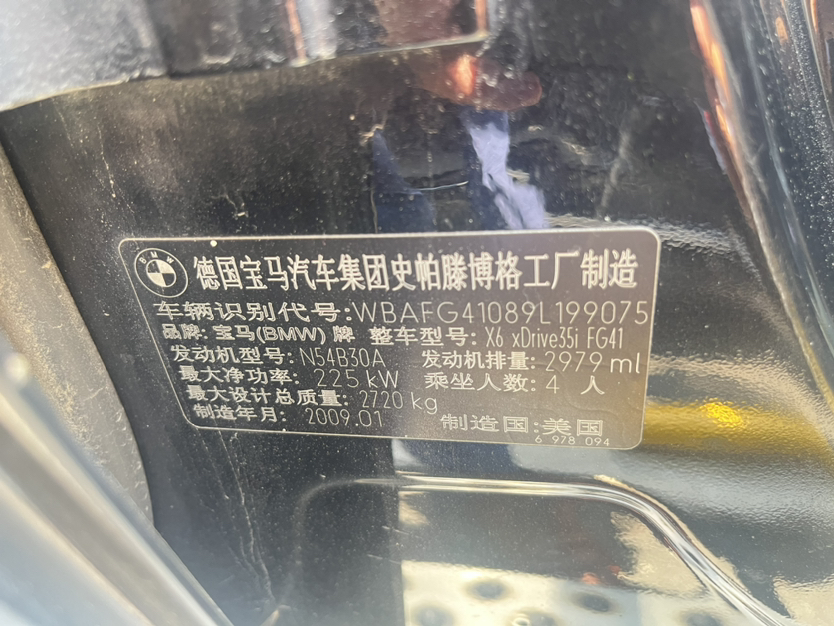 BMW
德国宝马汽车集团史帕滕博格工厂制造
车辆识别代号:WBAFG41089L199075
品牌: 宝马(BMW) 牌 整车型号: X6 xDrive35i FG41
发动机型号: N54B30A 发动机排量: 2979 ml
最大净功率: 225 kW 乘坐人数: 4 人
最大设计总质量: 2720 kg
制造年月: 2009.01 制造国:美国
6 978 094